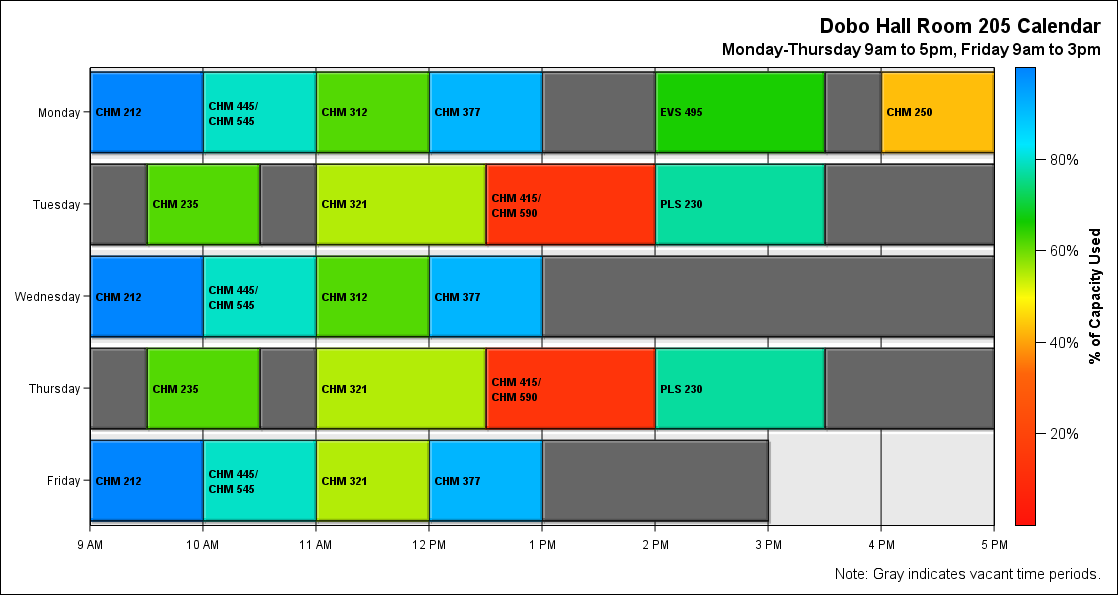 Dobo Hall Room 205 Calendar
Monday-Thursday 9am to 5pm, Friday 9am to 3pm
Monday
CHM 212
CHM 445/
CHM 545
CHM 312
CHM 377
EVS 495
CHM 250
Tuesday
CHM 235
CHM 321
CHM 415/
CHM 590
PLS 230
Wednesday
CHM 212
CHM 445/
CHM 545
CHM 312
CHM 377
Thursday
CHM 235
CHM 321
CHM 415/
CHM 590
PLS 230
Friday
CHM 212
CHM 445/
CHM 545
CHM 321
CHM 377
9 AM
10 AM
11 AM
12 PM
1 PM
2 PM
3 PM
4 PM
5 PM
80%
60%
40%
20%
% of Capacity Used
Note: Gray indicates vacant time periods.